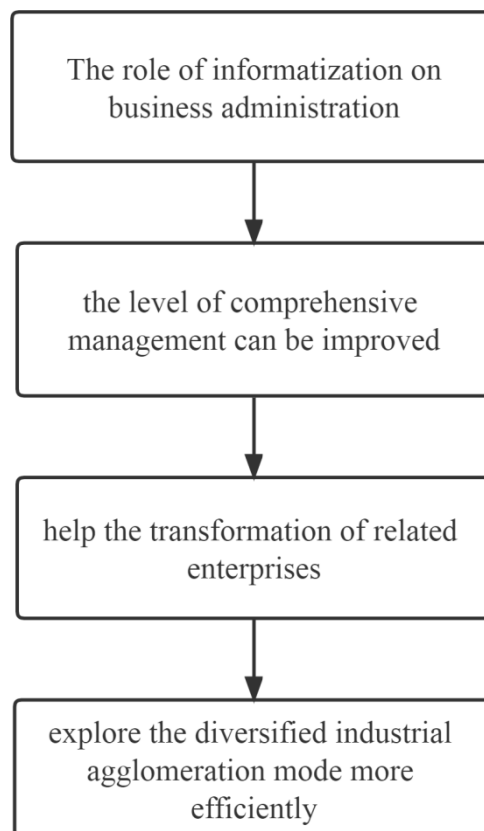 The role of informatization on
business administration
the level of comprehensive
management can be improved
help the transformation of related
enterprises
explore the diversified industrial
agglomeration mode more
efficiently